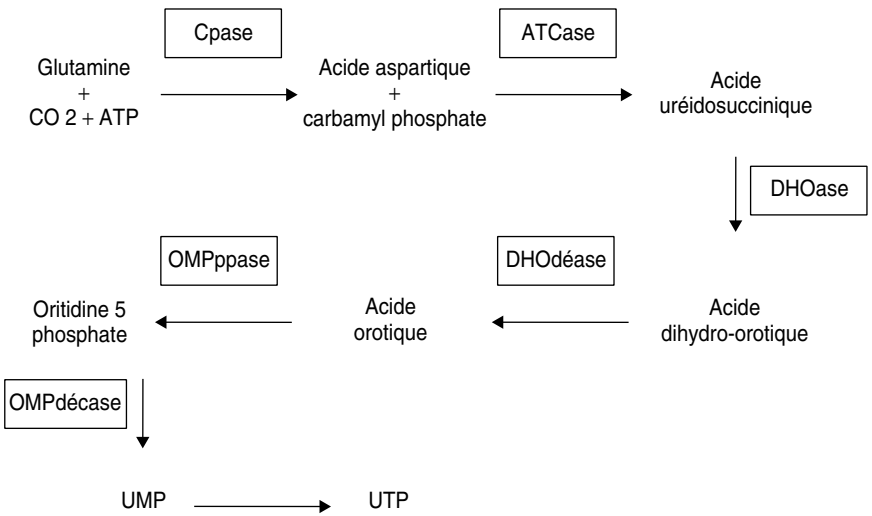 Cpase
ATCase
Glutamine
+
CO 2 + ATP
Acide aspartique
+
carbamyl phosphate
Acide
uréidosuccinique
DHOase
OMPppase
DHOdéase
Oritidine 5
phosphate
Acide
orotique
Acide
dihydro-orotique
OMPdécase
UMP
UTP